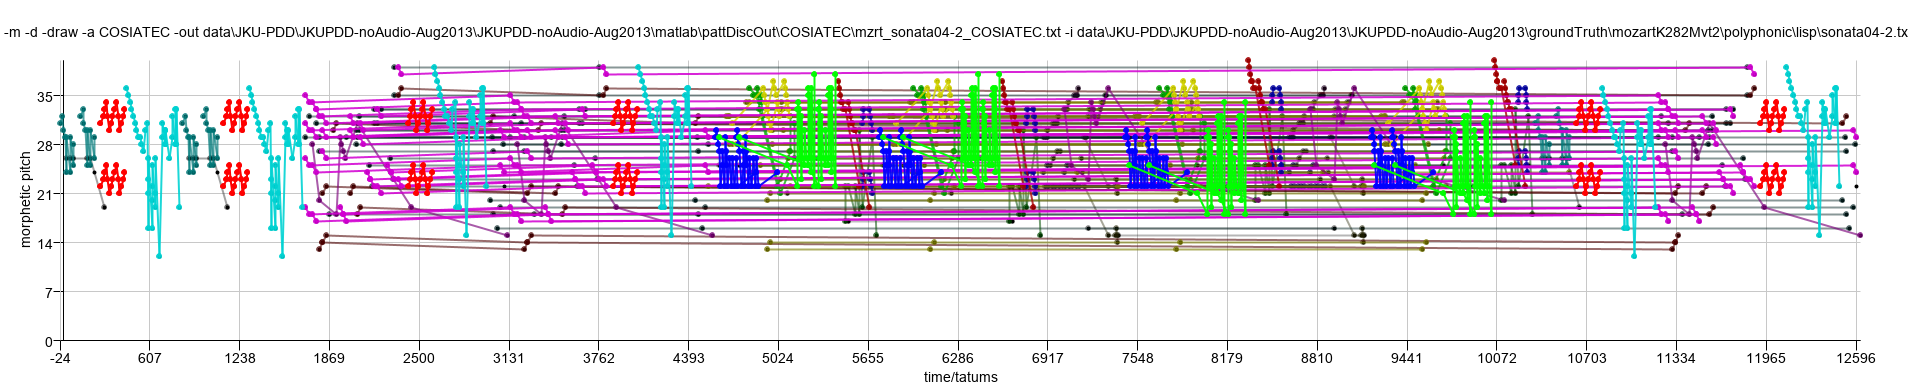 -m -d -draw -a COSIATEC -out data\JKU-PDD\JKUPDD-noAudio-Aug2013\JKUPDD-noAudio-Aug2013\matlab\pattDiscOut\COSIATEC\mzrt_sonata04-2_COSIATEC.txt -i data\JKU-PDD\JKUPDD-noAudio-Aug2013\JKUPDD-noAudio-Aug2013\groundTruth\mozartK282Mvt2\polyphonic\lisp\sonata04-2.tx
35
28
21
14
7
0
morphetic pitch
-24 607 1238 1869 2500 3131 3762 4393 5024 5655 6286 6917 7548 8179 8810 9441 10072 10703 11334 11965 12596
time/tatums